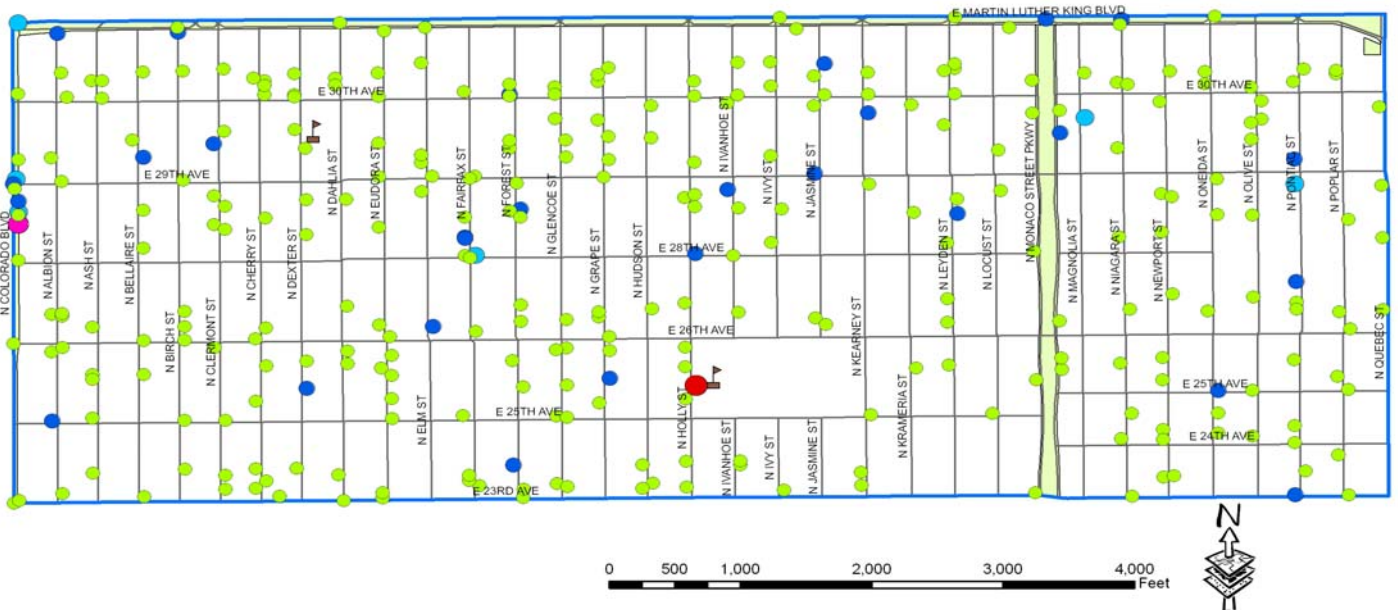 E MARTIN LUTHER KING BLVD
E 30TH AVE
E 30TH AVE
N IVANHOE ST
N MONACO STREET PKWY
E 29TH AVE
N DAHLIA ST
N EUDORA ST
N FAIRFAX ST
N FOREST ST
N IVY ST
N JASMINE ST
N ONEIDA ST
N OLIVE ST
N PONTIAC ST
N POPLAR ST
N COLORADO BLVD
N ALBION ST
N ASH ST
N BELLAIRE ST
N CHERRY ST
N DEXTER ST
N GLENCOE ST
N GRAPE ST
N HUDSON ST
E 28TH AVE
N LEYDEN ST
N LOCUST ST
N MAGNOLIA ST
N NIAGARA ST
N NEWPORT ST
N BIRCH ST
N CLERMONT ST
E 26TH AVE
N KEARNEY ST
N QUEBEC ST
N ELM ST
E 25TH AVE
N HOLLY ST
N KRAMERIA ST
E 25TH AVE
N IVANHOE ST
N IVY ST
N JASMINE ST
E 24TH AVE
E 23RD AVE
N
0 500 1,000 2,000 3,000 4,000
Feet